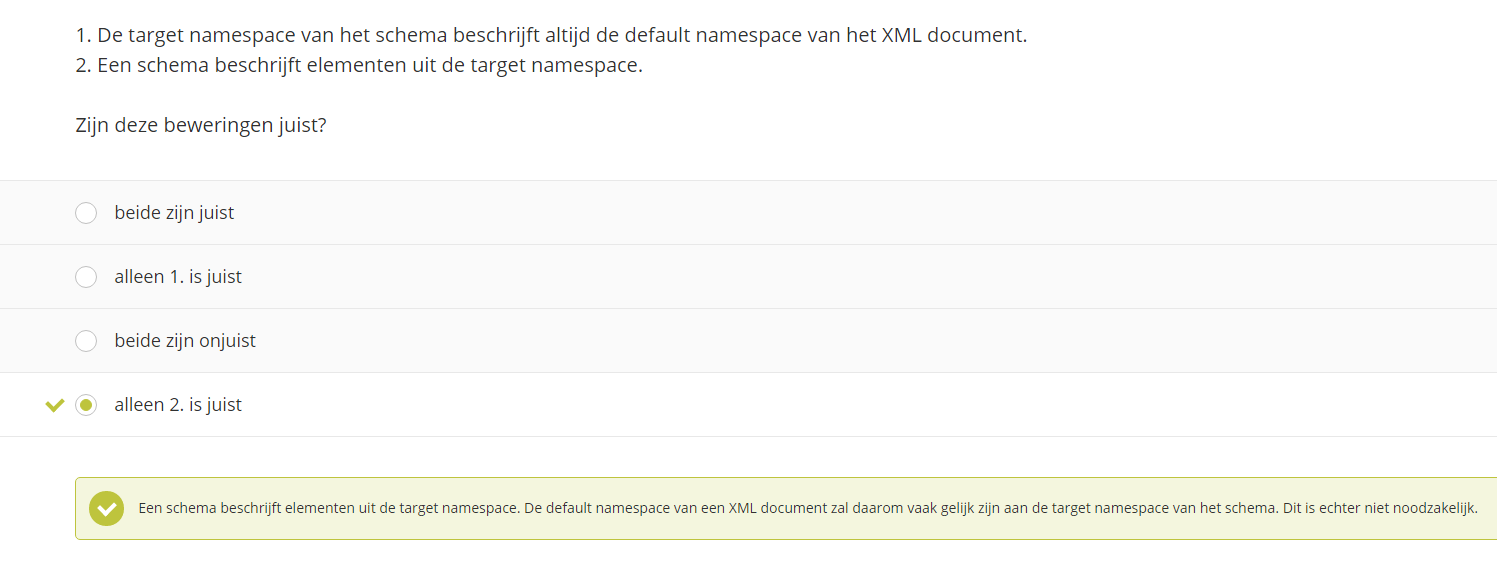 1. De target namespace van het schema beschrijft altijd de default namespace van het XML document.
2. Een schema beschrijft elementen uit de target namespace.
Zijn deze beweringen juist?
beide zijn juist
alleen 1. is juist
beide zijn onjuist
alleen 2. is juist
Een schema beschrijft elementen uit de target namespace. De default namespace van een XML document zal daarom vaak gelijk zijn aan de target namespace van het schema. Dit is echter niet noodzakelijk.